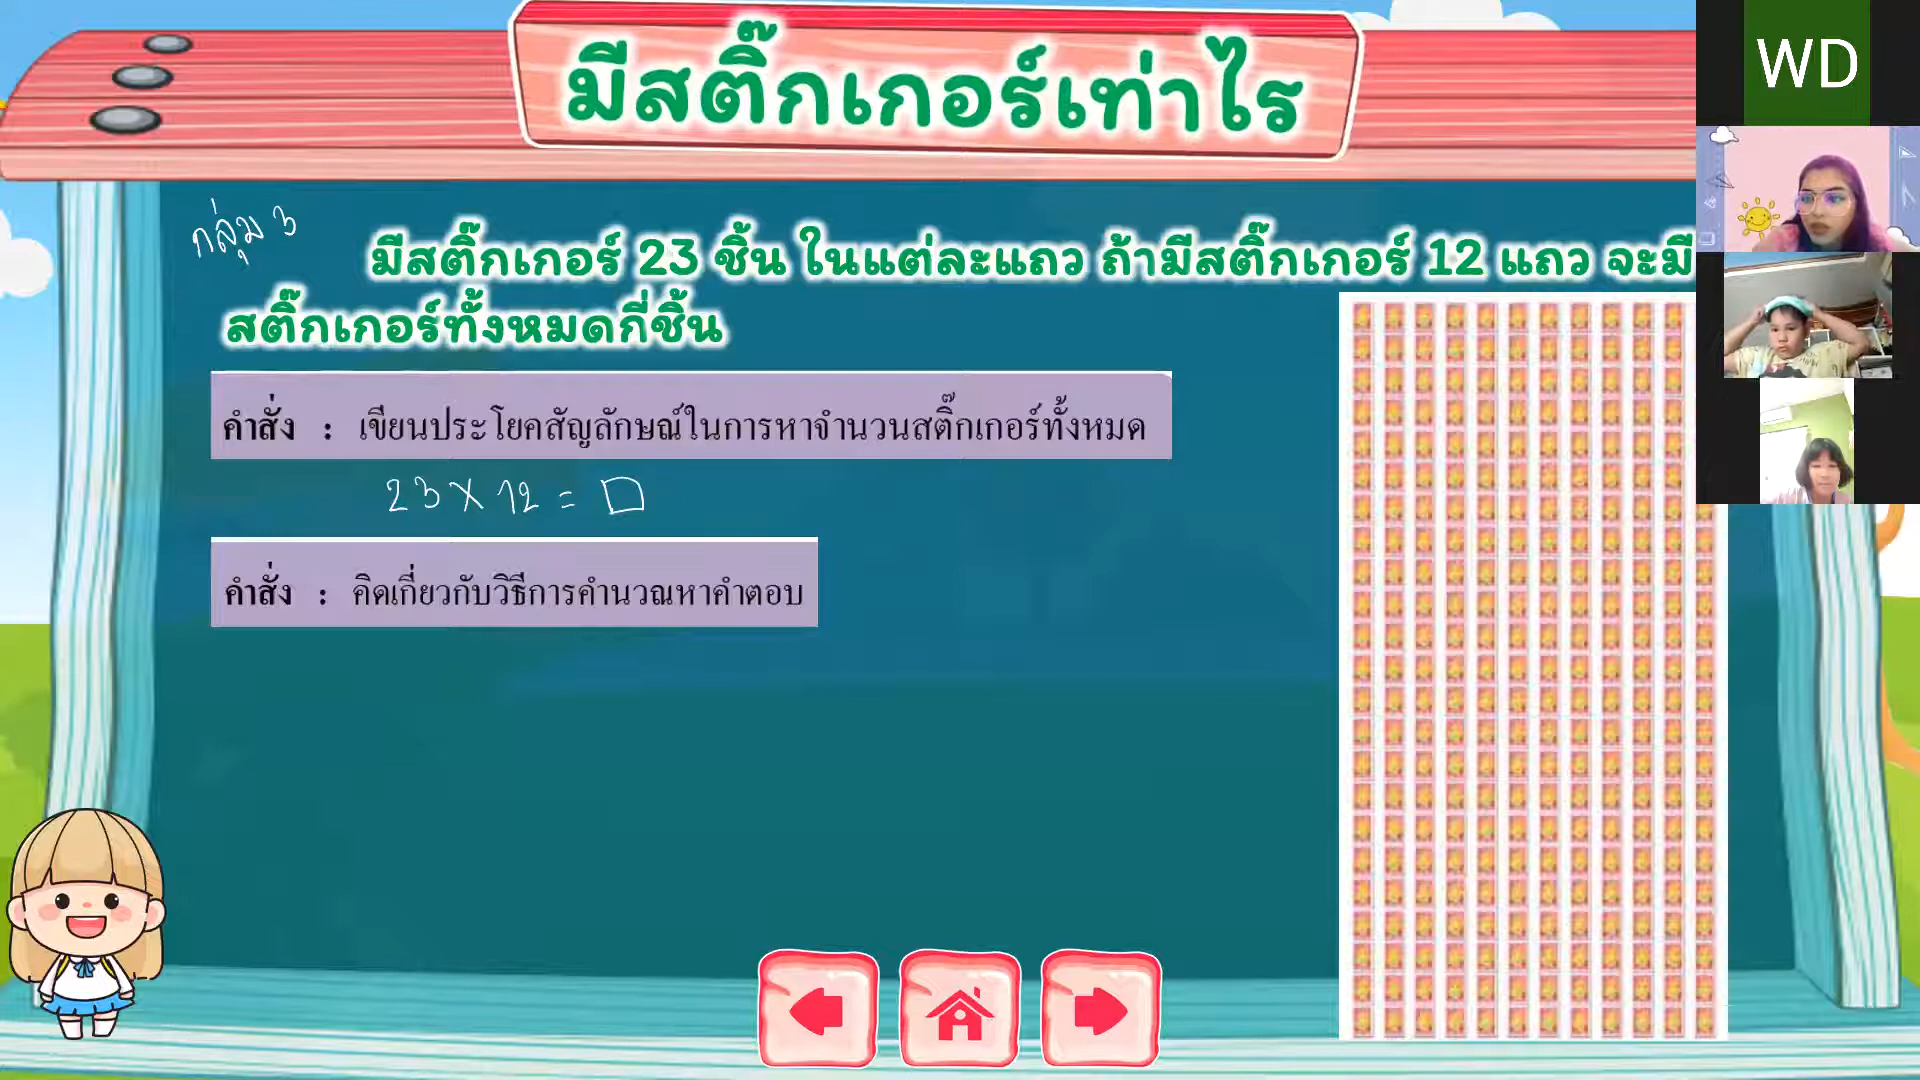 มีสติ๊กเกอร์เท่าไร
WD
กลุ่ม 3
มีสติ๊กเกอร์ 23 ชิ้น ในแต่ละแถว ถ้ามีสติ๊กเกอร์ 12 แถว จะมี
สติ๊กเกอร์ทั้งหมดกี่ชิ้น
คำสั่ง : เขียนประโยคสัญลักษณ์ในการหาจำนวนสติ๊กเกอร์ทั้งหมด
23 × 12 = □
คำสั่ง : คิดเกี่ยวกับวิธีการคำนวณหาคำตอบ